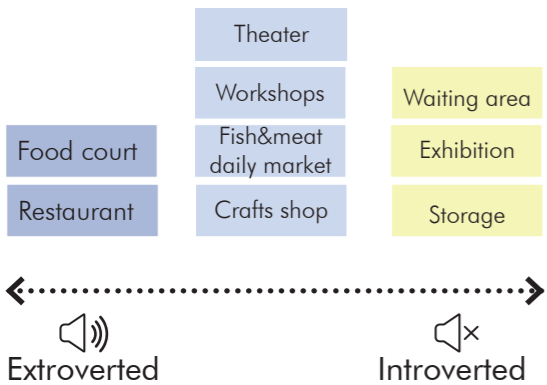 Theater
Workshops
Waiting area
Food court
Fish&meat
daily market
Exhibition
Restaurant
Crafts shop
Storage
Extroverted
Introverted